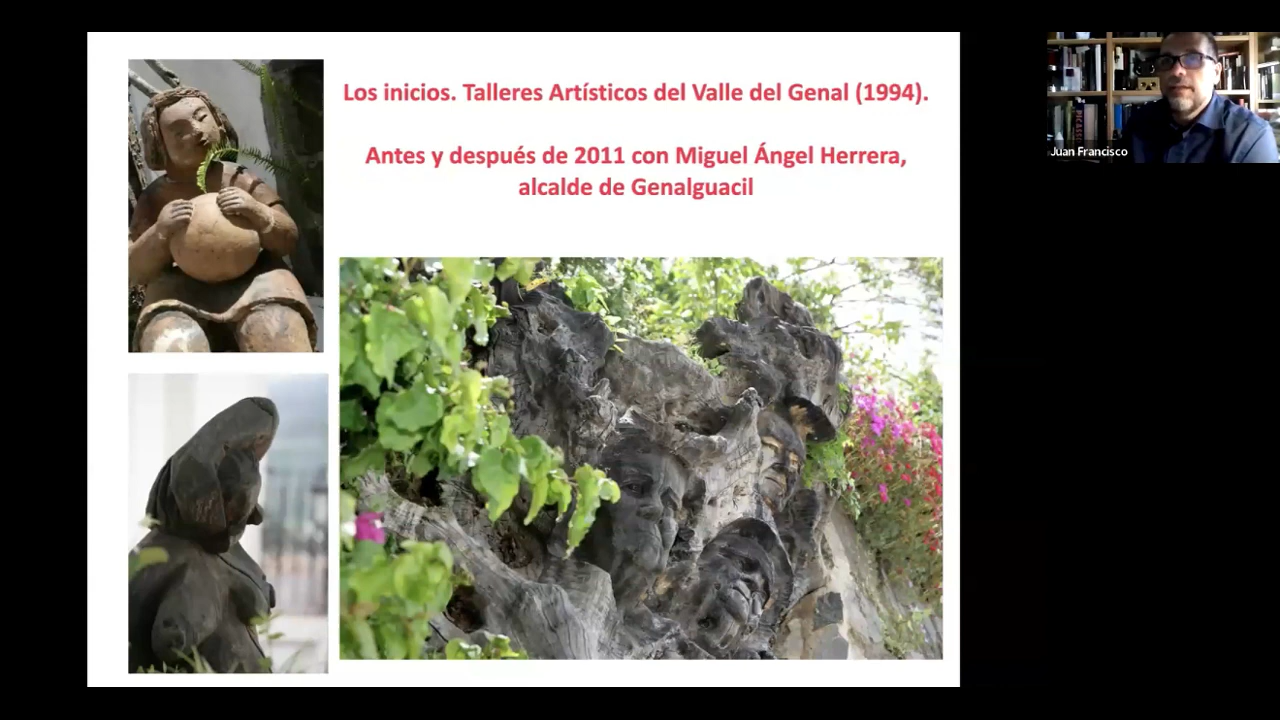 Los inicios. Talleres Artísticos del Valle del Genal (1994).
Antes y después de 2011 con Miguel Ángel Herrera,
alcalde de Genalguacil
PICASSO
Juan Francisco